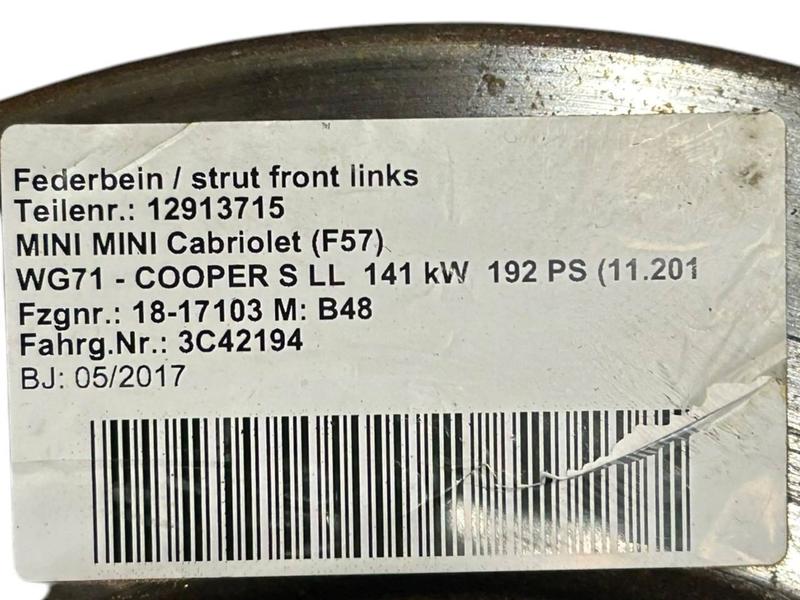 Federbein / strut front links
Teilenr.: 12913715
MINI MINI Cabriolet (F57)
WG71 - COOPER S LL 141 kW 192 PS (11.201
Fzgnr.: 18-17103 M: B48
Fahrg.Nr.: 3C42194
BJ: 05/2017